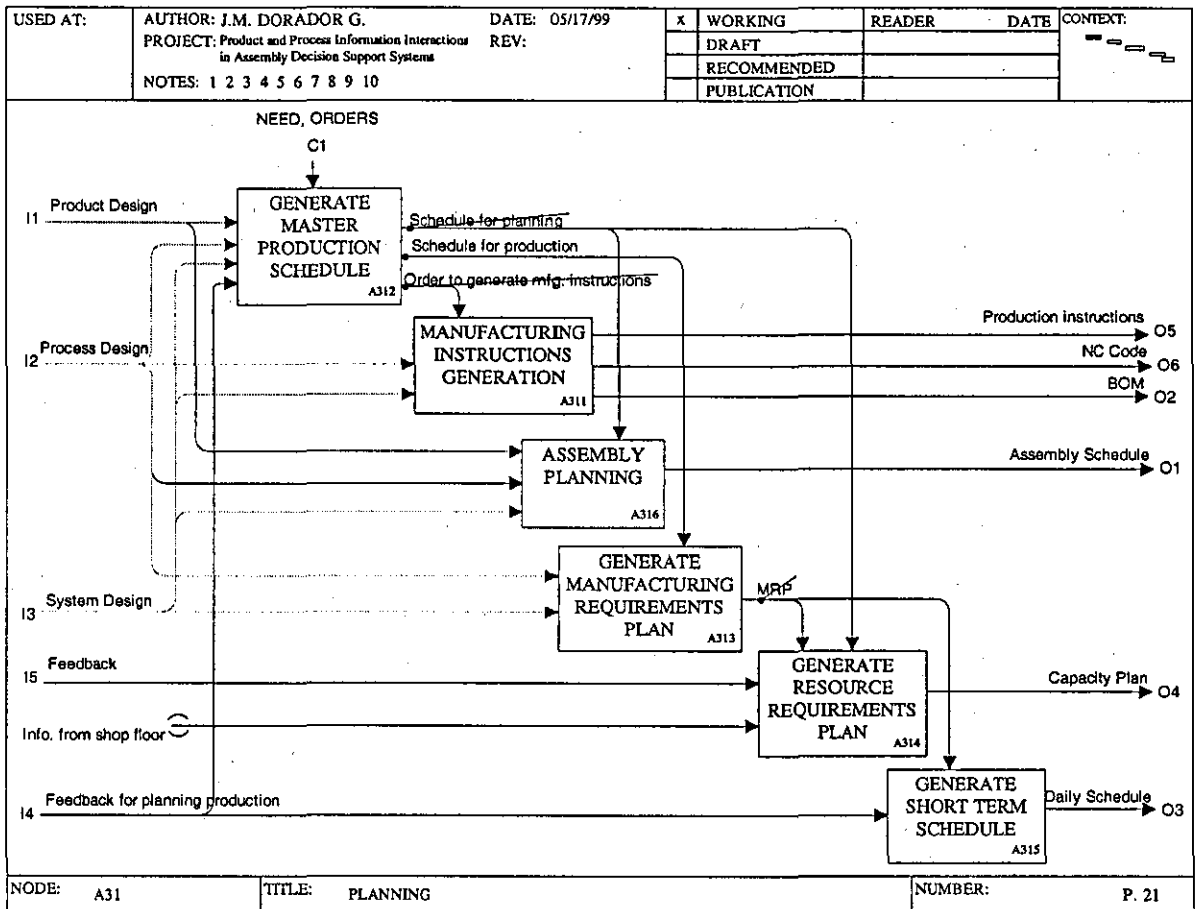 USED AT:
AUTHOR: J.M. DORADOR G.
DATE: 05/17/99
PROJECT: Product and Process Information Interactions
in Assembly Decision Support Systems
REV:
NOTES: 1 2 3 4 5 6 7 8 9 10
x WORKING
DRAFT
RECOMMENDED
PUBLICATION
READER DATE
CONTEXT:
NEED, ORDERS
C1
I1 Product Design
GENERATE
MASTER
PRODUCTION
SCHEDULE
A312
Schedule for planning
Schedule for production
Order to generate mfg. instructions
I2 Process Design
MANUFACTURING
INSTRUCTIONS
GENERATION
A311
Production instructions
O5
NC Code
O6
BOM
O2
ASSEMBLY
PLANNING
A316
Assembly Schedule
O1
I3 System Design
GENERATE
MANUFACTURING
REQUIREMENTS
PLAN
A313
MRP
I5 Feedback
Info. from shop floor
GENERATE
RESOURCE
REQUIREMENTS
PLAN
A314
Capacity Plan
O4
I4 Feedback for planning production
GENERATE
SHORT TERM
SCHEDULE
A315
Daily Schedule
O3
NODE: A31
TITLE: PLANNING
NUMBER: P. 21